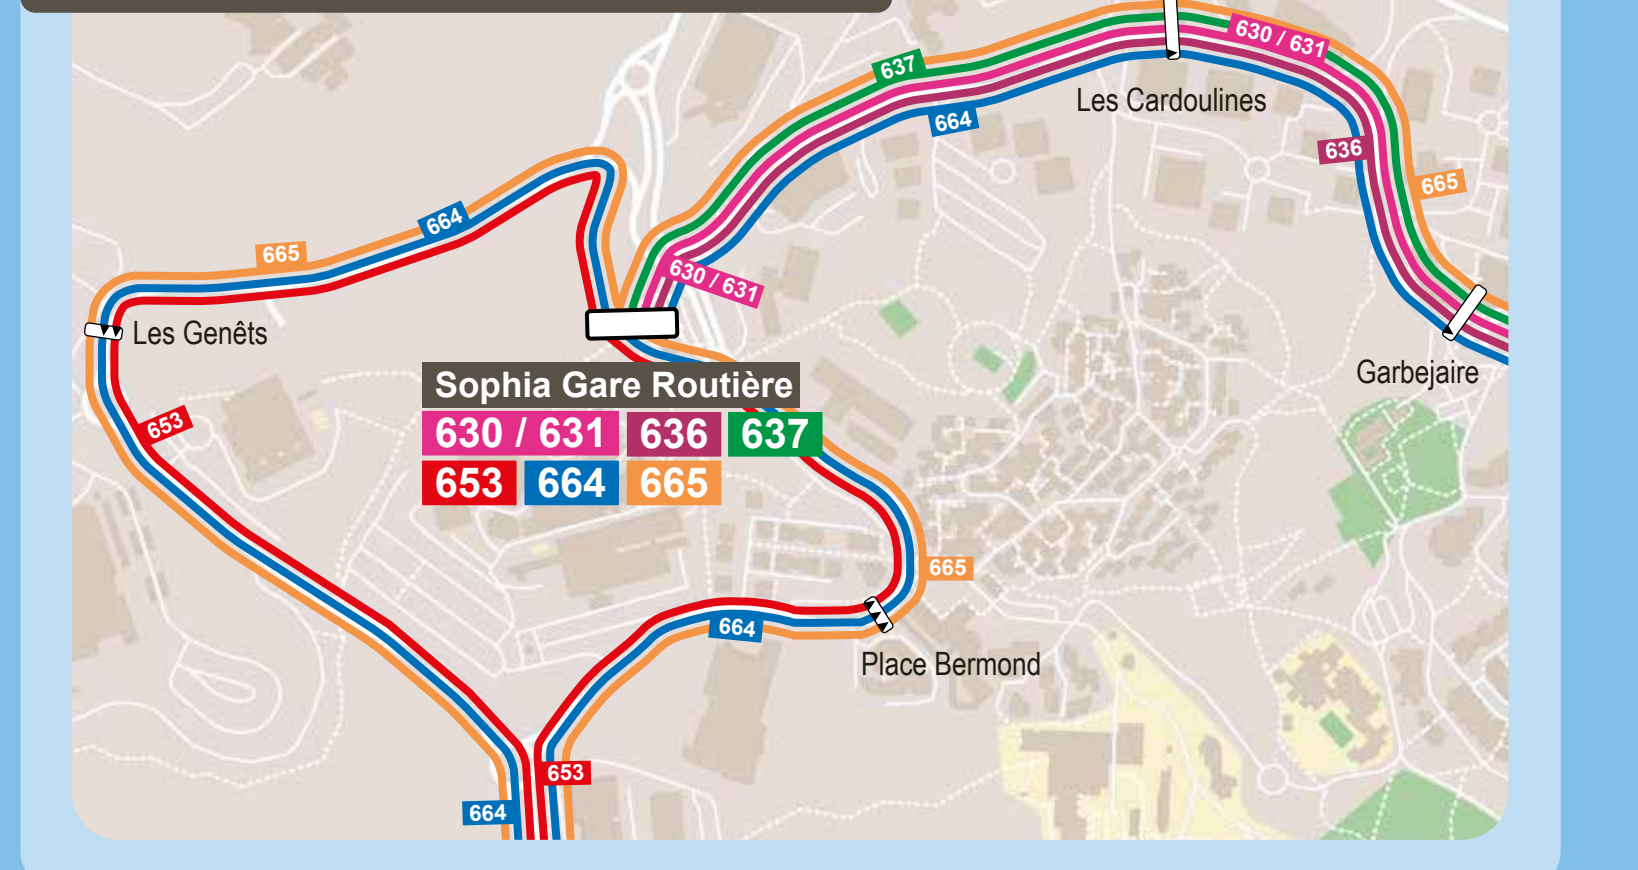 630 / 631
637
Les Cardoulines
664
636
665
664
665
630 / 631
Les Genêts
Garbejaire
Sophia Gare Routière
630 / 631 636 637
653 664 665
653
665
664
Place Bermond
653
664